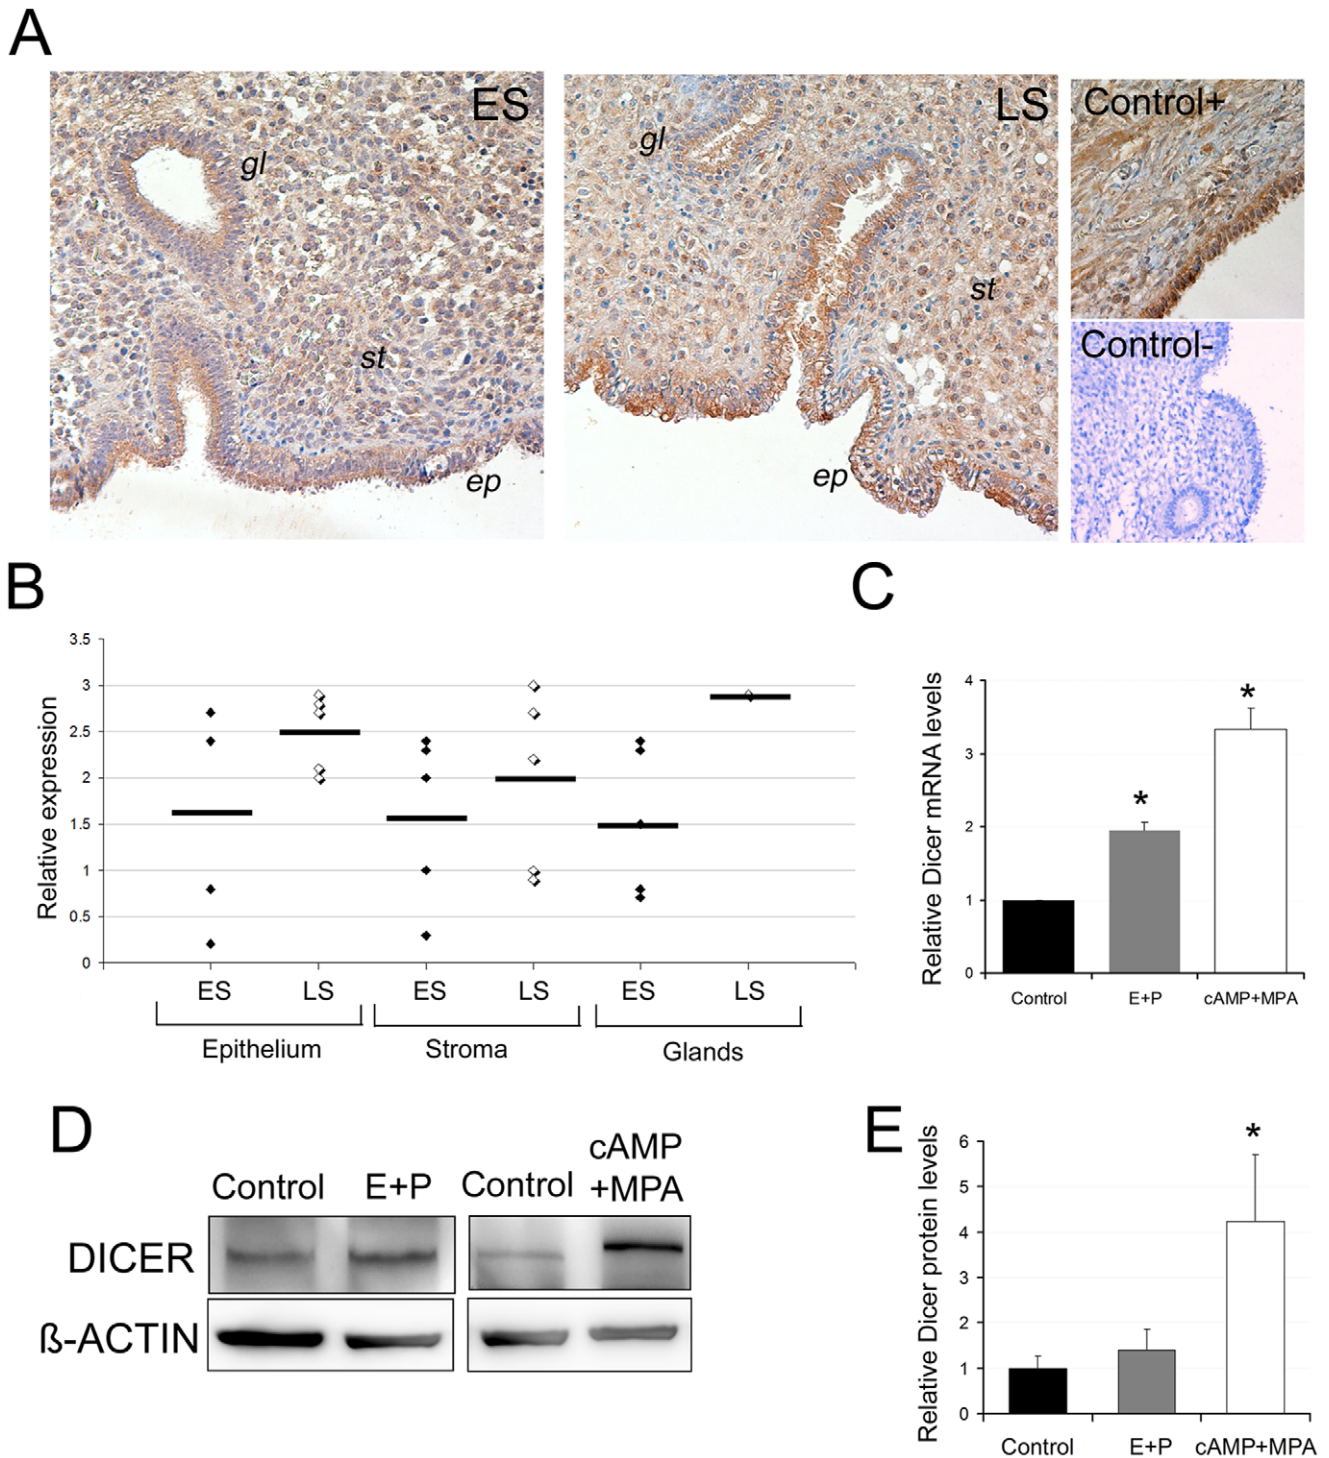 A
ES
gl
st
ep
LS
gl
st
ep
Control+
Control-
B
Relative expression
3.5
3
2.5
2
1.5
1
0.5
0
ES LS ES LS ES LS
Epithelium Stroma Glands
C
Relative Dicer mRNA levels
4
3
2
1
0
*
*
Control E+P cAMP+MPA
D
Control E+P Control cAMP
+MPA
DICER
ß-ACTIN
E
Relative Dicer protein levels
6
5
4
3
2
1
0
*
Control E+P cAMP+MPA